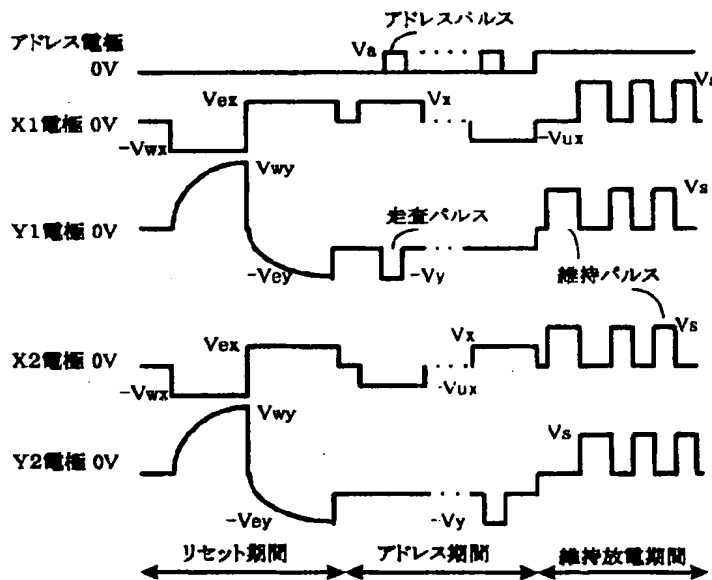 アドレスパルス
アドレス電極
0V
Va
Vs
Vex
Vx
X1電極 0V
-Vwx
-Vux
Vwy
Vs
走査パルス
Y1電極 0V
-Vey
-Vy
維持パルス
Vs
Vex
Vx
X2電極 0V
-Vwx
-Vux
Vwy
Vs
Y2電極 0V
-Vey
-Vy
リセット期間
アドレス期間
維持放電期間